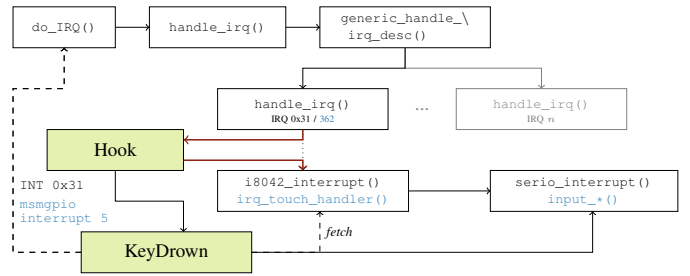 do_IRQ()
handle_irq()
generic_handle_\
irq_desc()
handle_irq()
IRQ 0x31 / 362
...
handle_irq()
IRQ n
Hook
INT 0x31
msmgpio
interrupt 5
i8042_interrupt()
irq_touch_handler()
serio_interrupt()
input_*()
fetch
KeyDrown